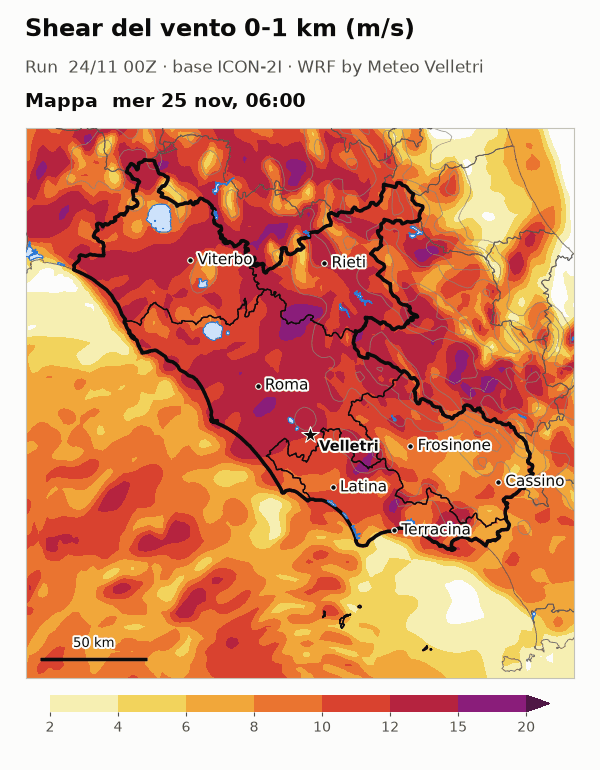 Shear del vento 0-1 km (m/s)
Run  24/11 00Z · base ICON-2I · WRF by Meteo Velletri
Mappa  mer 25 nov, 06:00
Viterbo
Rieti
Roma
Velletri
Frosinone
Cassino
Latina
Terracina
50 km
2 4 6 8 10 12 15 20